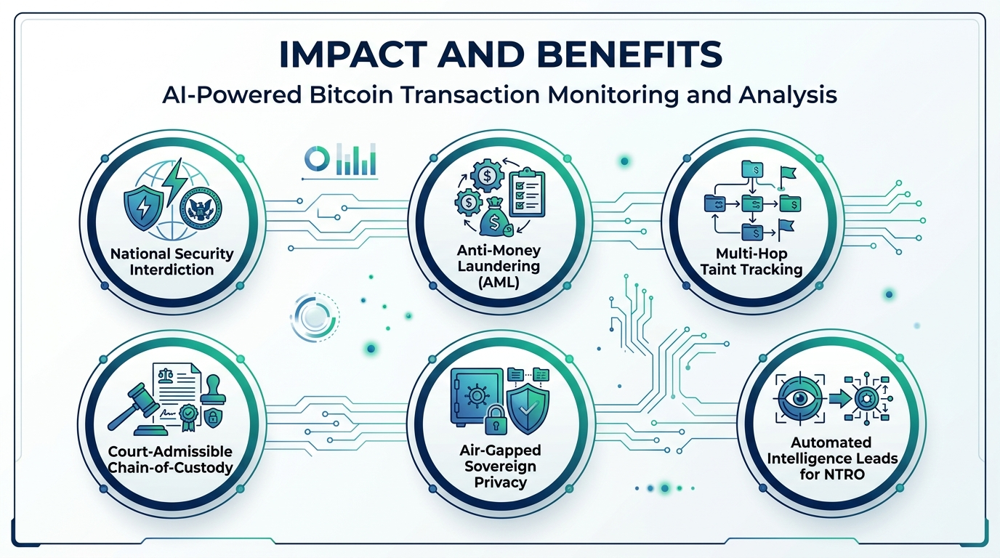 IMPACT AND BENEFITS
AI-Powered Bitcoin Transaction Monitoring and Analysis
National Security
Interdiction
Anti-Money
Laundering
(AML)
Multi-Hop
Taint Tracking
Court-Admissible
Chain-of-Custody
Air-Gapped
Sovereign
Privacy
Automated
Intelligence Leads
for NTRO